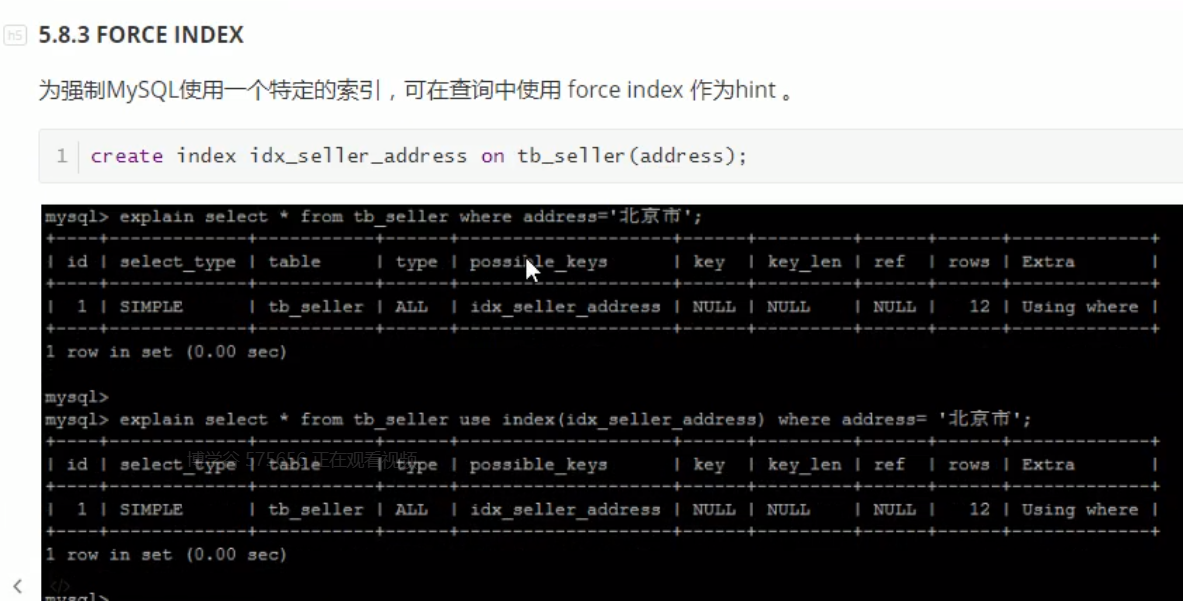 h5 5.8.3 FORCE INDEX
为强制MySQL使用一个特定的索引，可在查询中使用 force index 作为hint 。
1 create index idx_seller_address on tb_seller(address);
mysql> explain select * from tb_seller where address='北京市';
+----+-------------+-----------+------+--------------------+------+---------+------+------+-------------+
| id | select_type | table | type | possible_keys | key | key_len | ref | rows | Extra |
+----+-------------+-----------+------+--------------------+------+---------+------+------+-------------+
| 1 | SIMPLE | tb_seller | ALL | idx_seller_address | NULL | NULL | NULL | 12 | Using where |
+----+-------------+-----------+------+--------------------+------+---------+------+------+-------------+
1 row in set (0.00 sec)
mysql>
mysql> explain select * from tb_seller use index(idx_seller_address) where address= '北京市';
+----+-------------+-----------+------+--------------------+------+---------+------+------+-------------+
博学谷 575656 正在观看视频
| id | select_type | table | type | possible_keys | key | key_len | ref | rows | Extra |
+----+-------------+-----------+------+--------------------+------+---------+------+------+-------------+
| 1 | SIMPLE | tb_seller | ALL | idx_seller_address | NULL | NULL | NULL | 12 | Using where |
+----+-------------+-----------+------+--------------------+------+---------+------+------+-------------+
1 row in set (0.00 sec)
</> 
mysql>